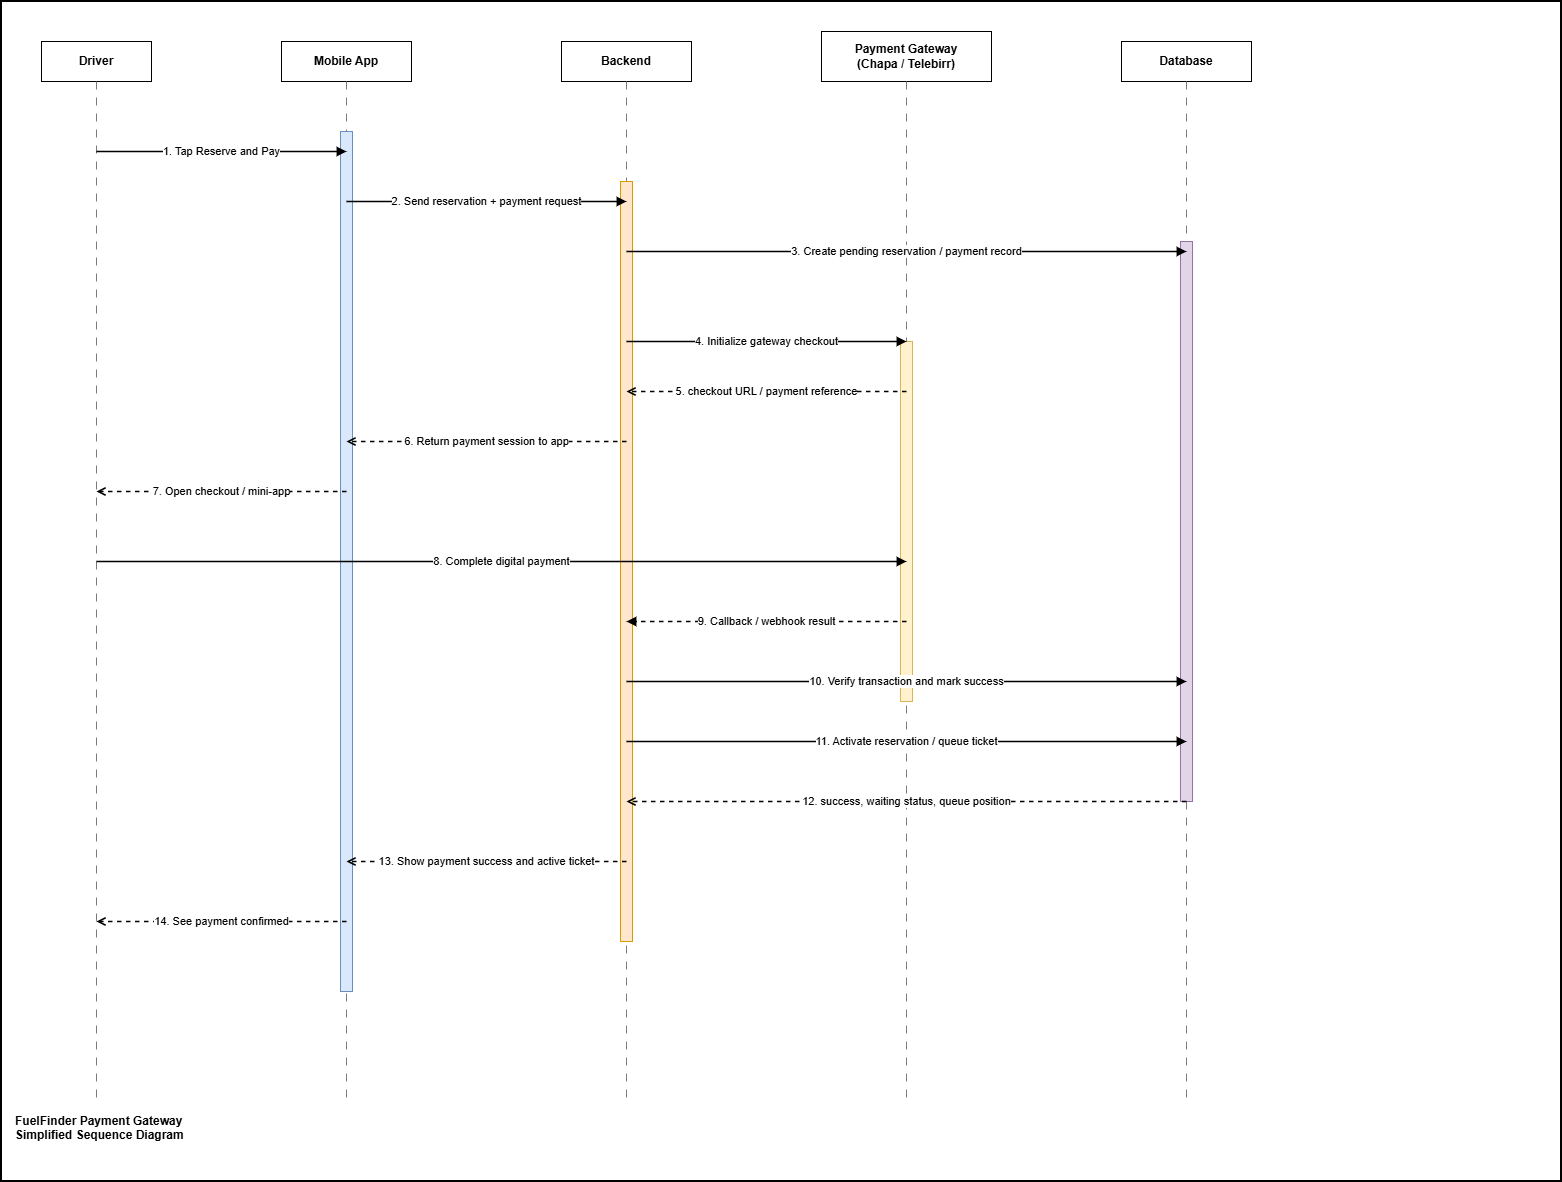 Driver
Mobile App
Backend
Payment Gateway
(Chapa / Telebirr)
Database
1. Tap Reserve and Pay
2. Send reservation + payment request
3. Create pending reservation / payment record
4. Initialize gateway checkout
5. checkout URL / payment reference
6. Return payment session to app
7. Open checkout / mini-app
8. Complete digital payment
9. Callback / webhook result
10. Verify transaction and mark success
11. Activate reservation / queue ticket
12. success, waiting status, queue position
13. Show payment success and active ticket
14. See payment confirmed
FuelFinder Payment Gateway
Simplified Sequence Diagram